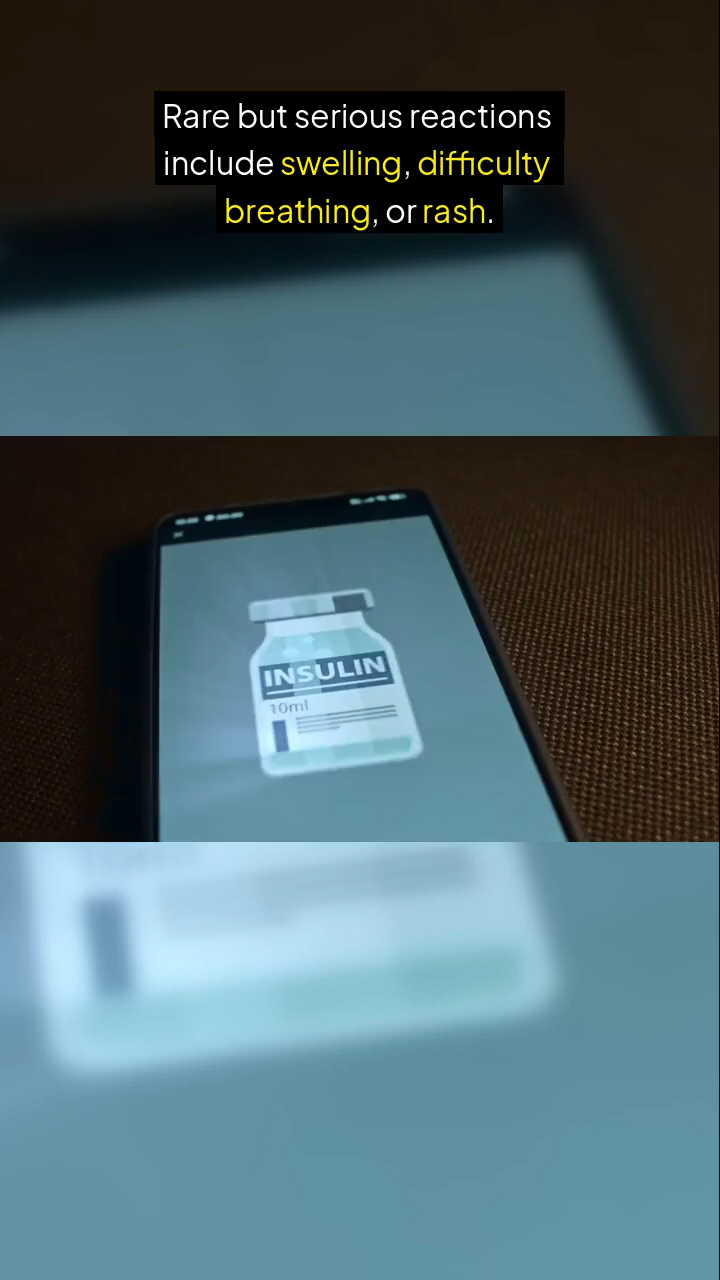 Rare but serious reactions
include swelling, difficulty
breathing, or rash.
INSULIN
10ml